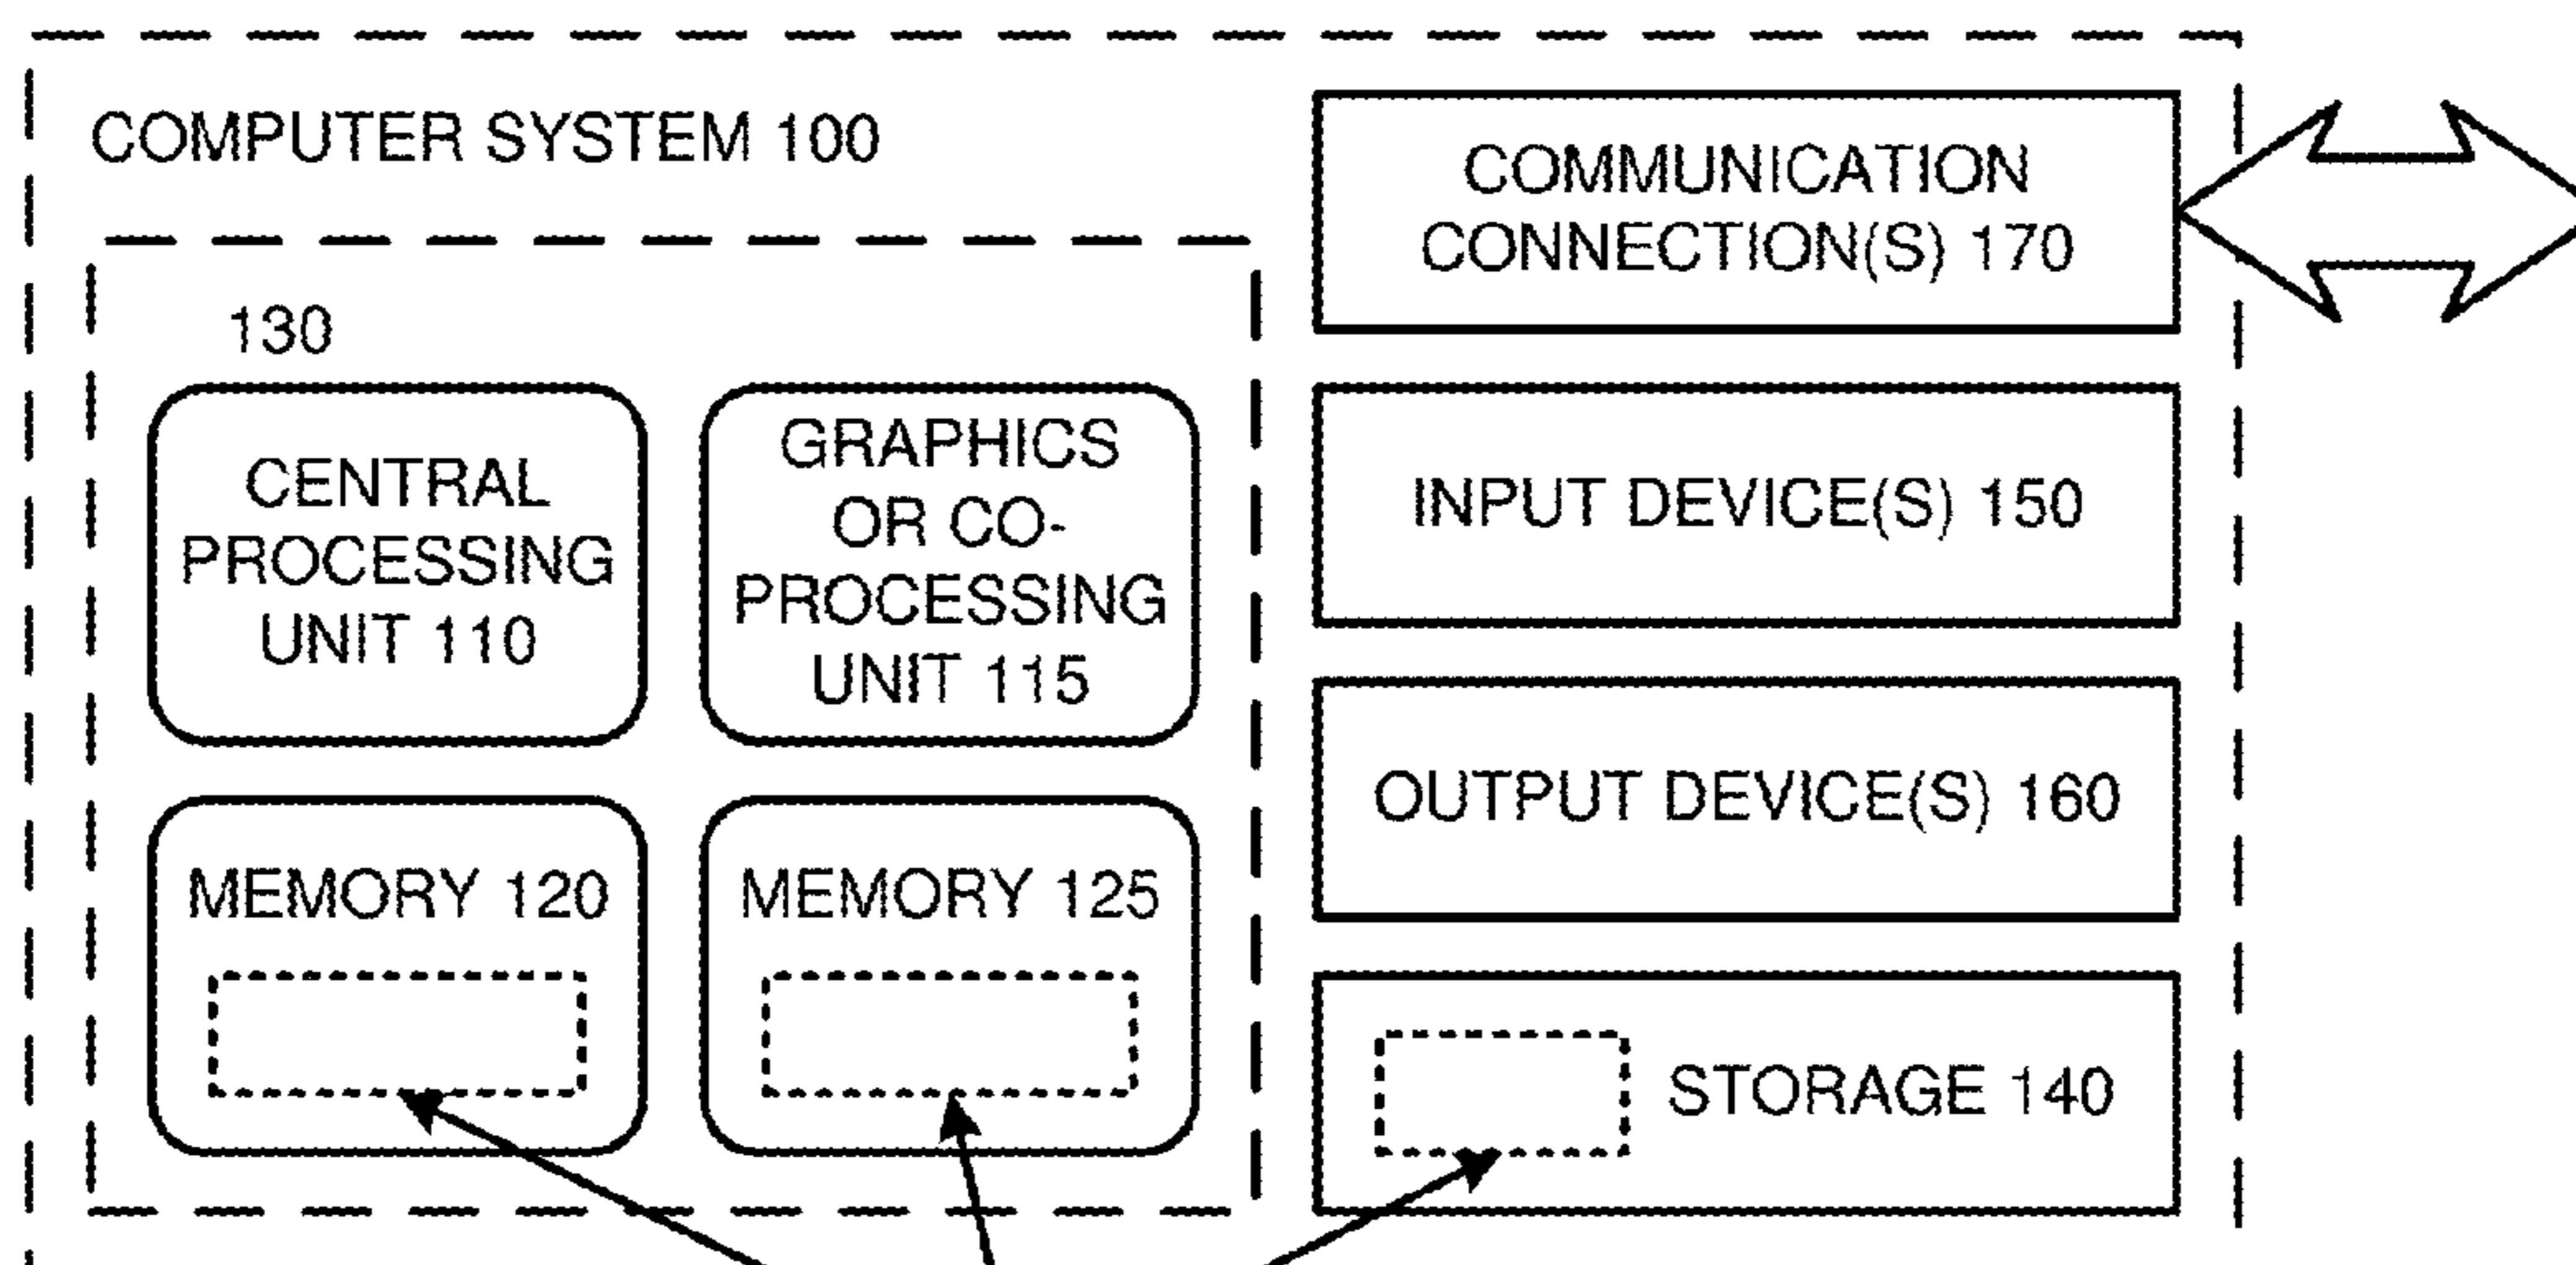 COMPUTER SYSTEM 100
130
CENTRAL
PROCESSING
UNIT 110
GRAPHICS
OR CO-
PROCESSING
UNIT 115
MEMORY 120
MEMORY 125
COMMUNICATION
CONNECTION(S) 170
INPUT DEVICE(S) 150
OUTPUT DEVICE(S) 160
STORAGE 140